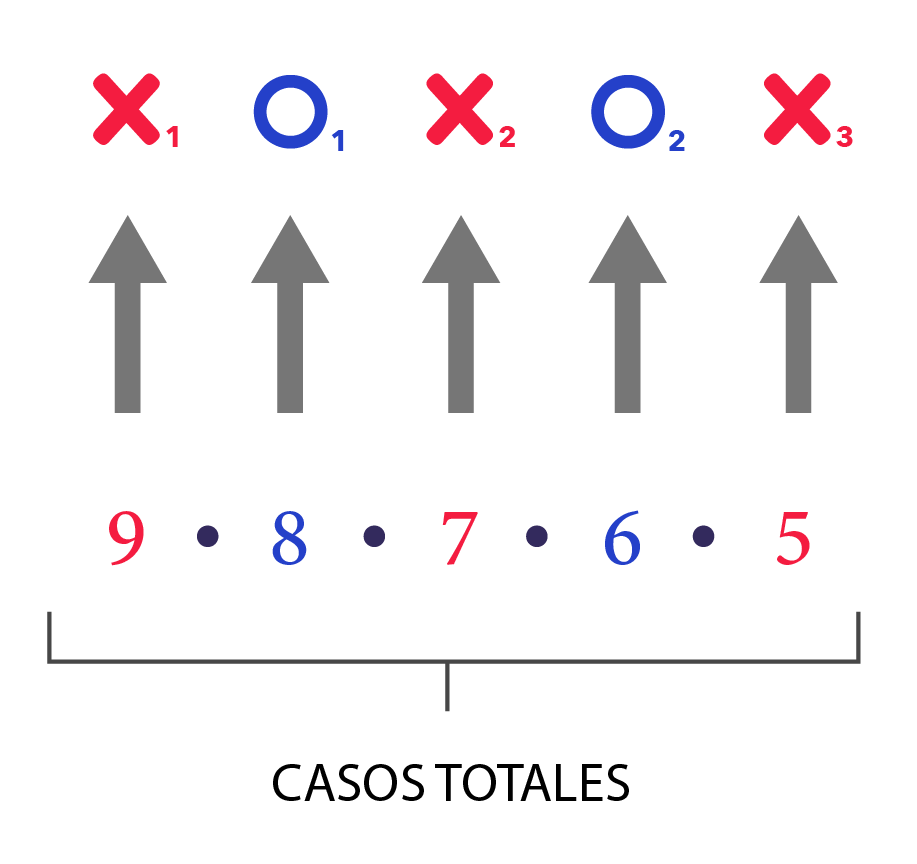 X₁ O₁ X₂ O₂ X₃
9 • 8 • 7 • 6 • 5
CASOS TOTALES